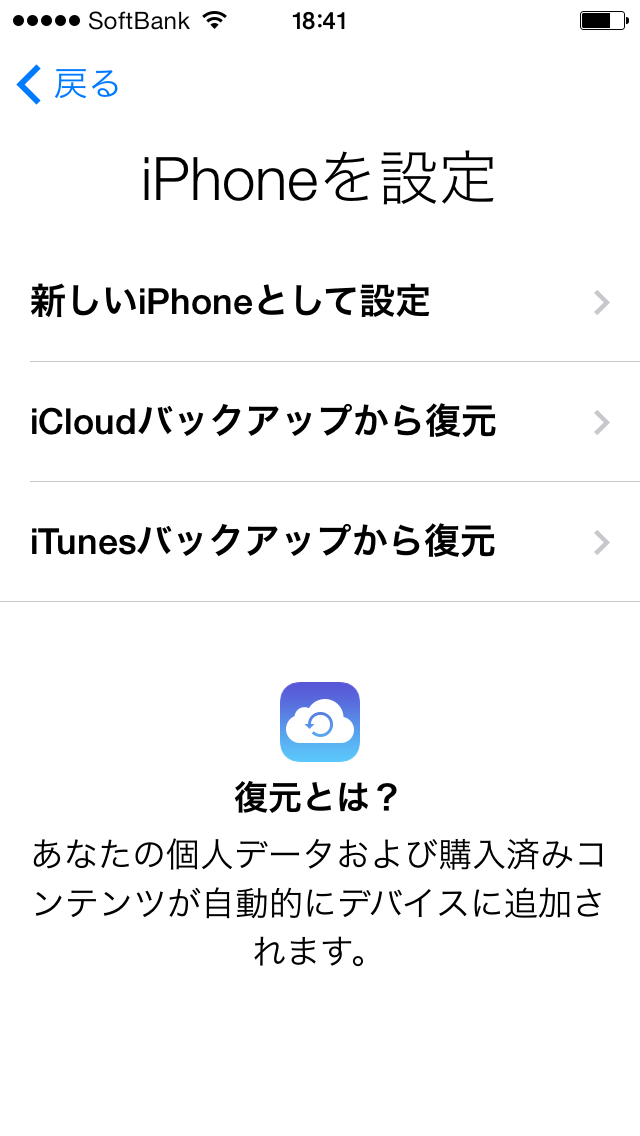 SoftBank 18:41
戻る
iPhoneを設定
新しいiPhoneとして設定
iCloudバックアップから復元
iTunesバックアップから復元
復元とは？
あなたの個人データおよび購入済みコ
ンテンツが自動的にデバイスに追加さ
れます。